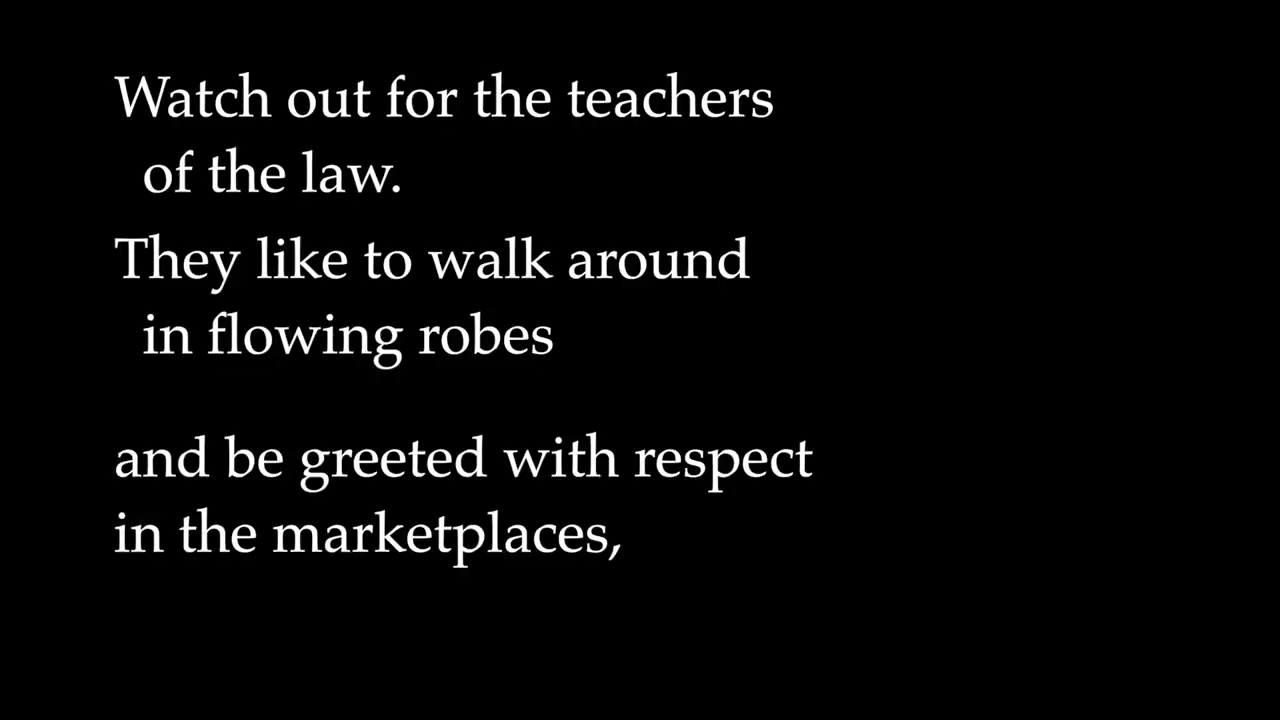 Watch out for the teachers
of the law.
They like to walk around
in flowing robes
and be greeted with respect
in the marketplaces,